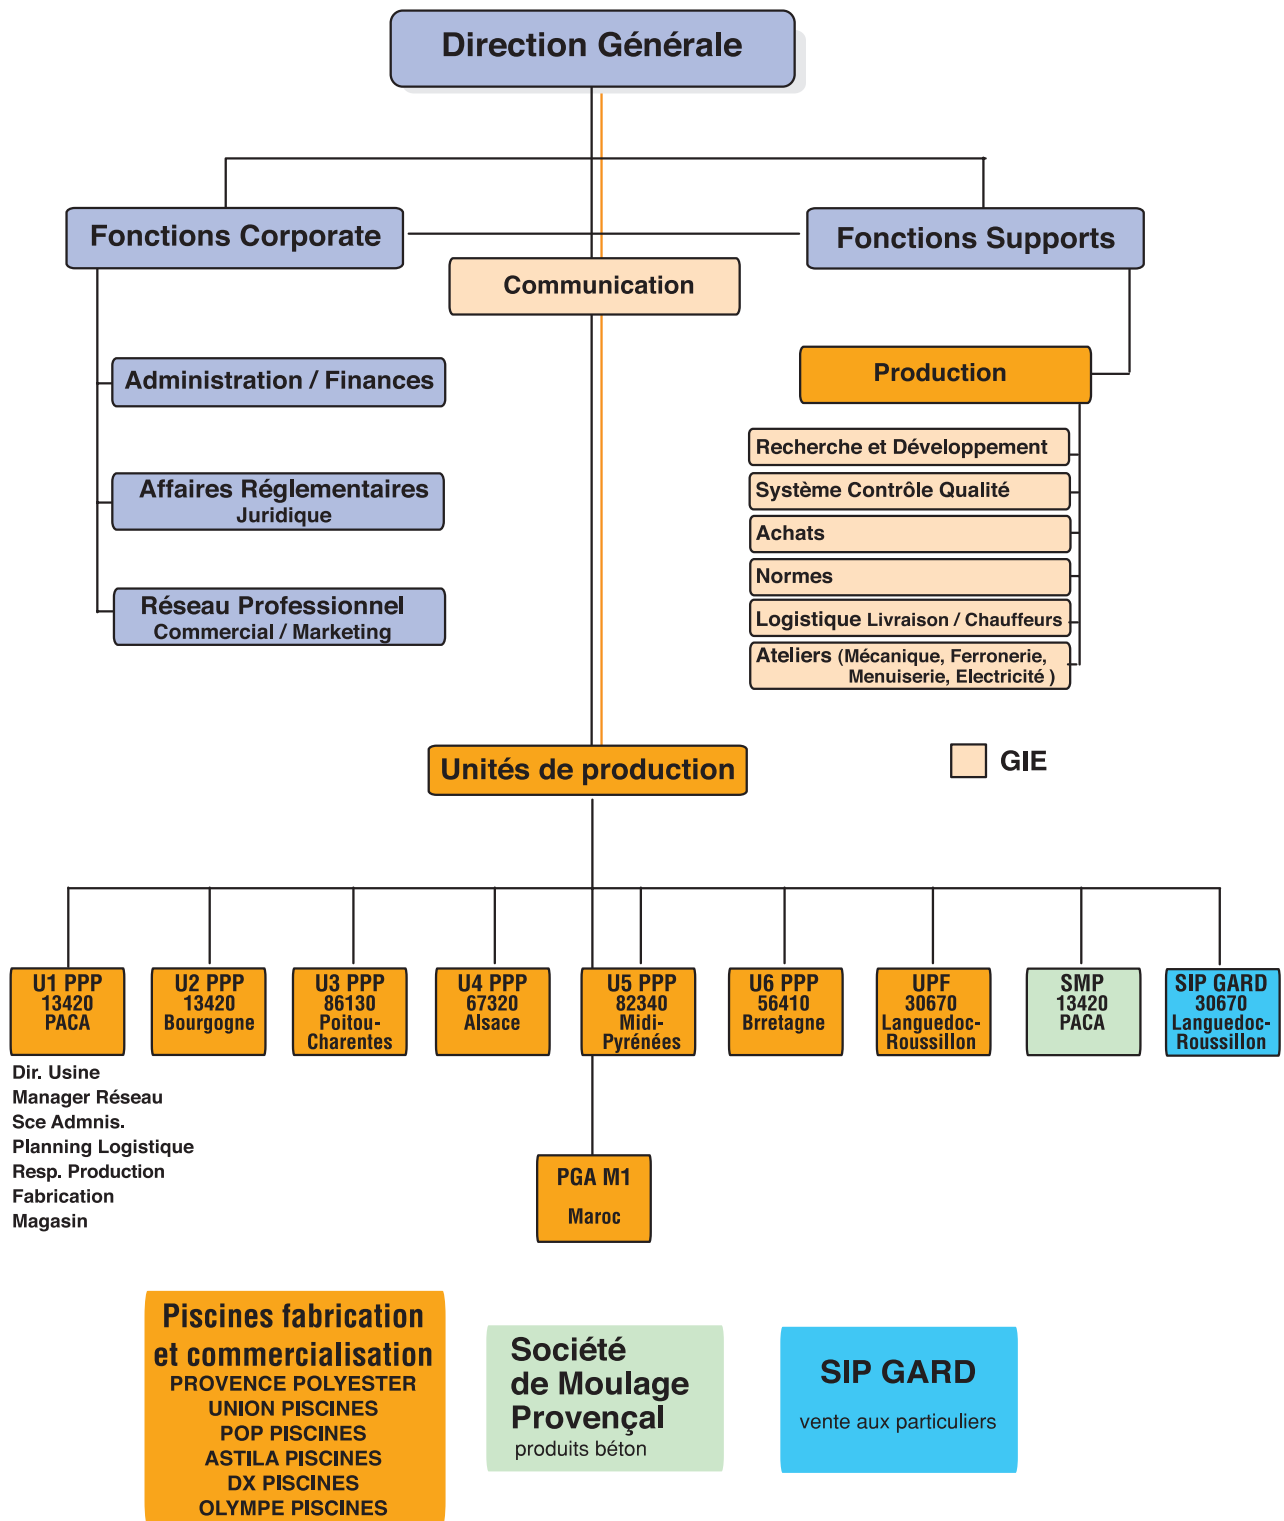 Direction Générale
Fonctions Corporate
Fonctions Supports
Communication
Administration / Finances
Affaires Réglementaires
Juridique
Réseau Professionnel
Commercial / Marketing
Production
Recherche et Développement
Système Contrôle Qualité
Achats
Normes
Logistique Livraison / Chauffeurs
Ateliers (Mécanique, Ferronerie,
Menuiserie, Electricité )
GIE
Unités de production
U1 PPP
13420
PACA
U2 PPP
13420
Bourgogne
U3 PPP
86130
Poitou-
Charentes
U4 PPP
67320
Alsace
U5 PPP
82340
Midi-
Pyrénées
U6 PPP
56410
Brretagne
UPF
30670
Languedoc-
Roussillon
SMP
13420
PACA
SIP GARD
30670
Languedoc-
Roussillon
Dir. Usine
Manager Réseau
Sce Admnis.
Planning Logistique
Resp. Production
Fabrication
Magasin
PGA M1
Maroc
Piscines fabrication
et commercialisation
PROVENCE POLYESTER
UNION PISCINES
POP PISCINES
ASTILA PISCINES
DX PISCINES
OLYMPE PISCINES
Société
de Moulage
Provençal
produits béton
SIP GARD
vente aux particuliers